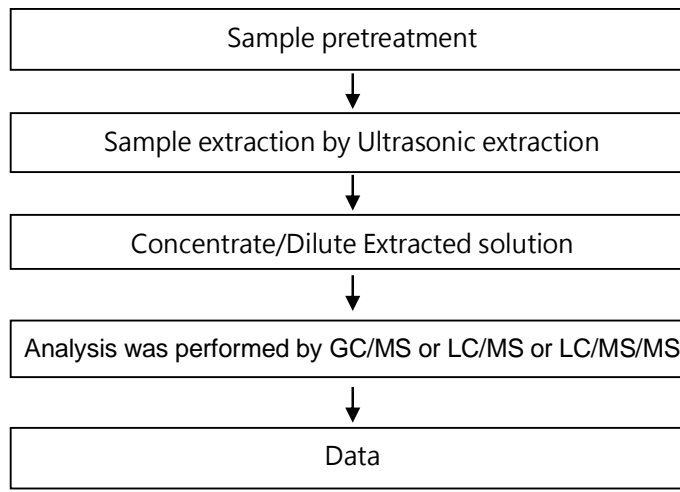 Sample pretreatment
Sample extraction by Ultrasonic extraction
Concentrate/Dilute Extracted solution
Analysis was performed by GC/MS or LC/MS or LC/MS/MS
Data